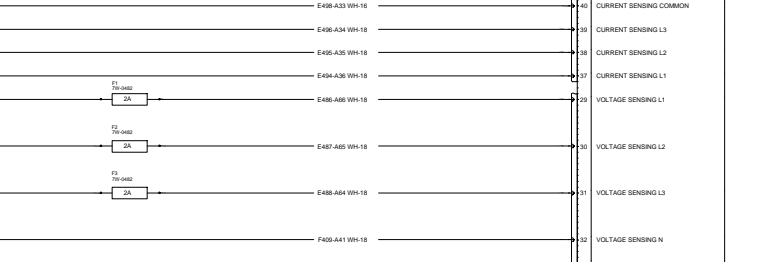 E498-A33 WH-16 40 CURRENT SENSING COMMON
E496-A34 WH-18 39 CURRENT SENSING L3
E495-A35 WH-18 38 CURRENT SENSING L2
E494-A36 WH-18 37 CURRENT SENSING L1
F1
7W-0482
2A E486-A66 WH-18 29 VOLTAGE SENSING L1
F2
7W-0482
2A E487-A65 WH-18 30 VOLTAGE SENSING L2
F3
7W-0482
2A E488-A64 WH-18 31 VOLTAGE SENSING L3
F409-A41 WH-18 32 VOLTAGE SENSING N